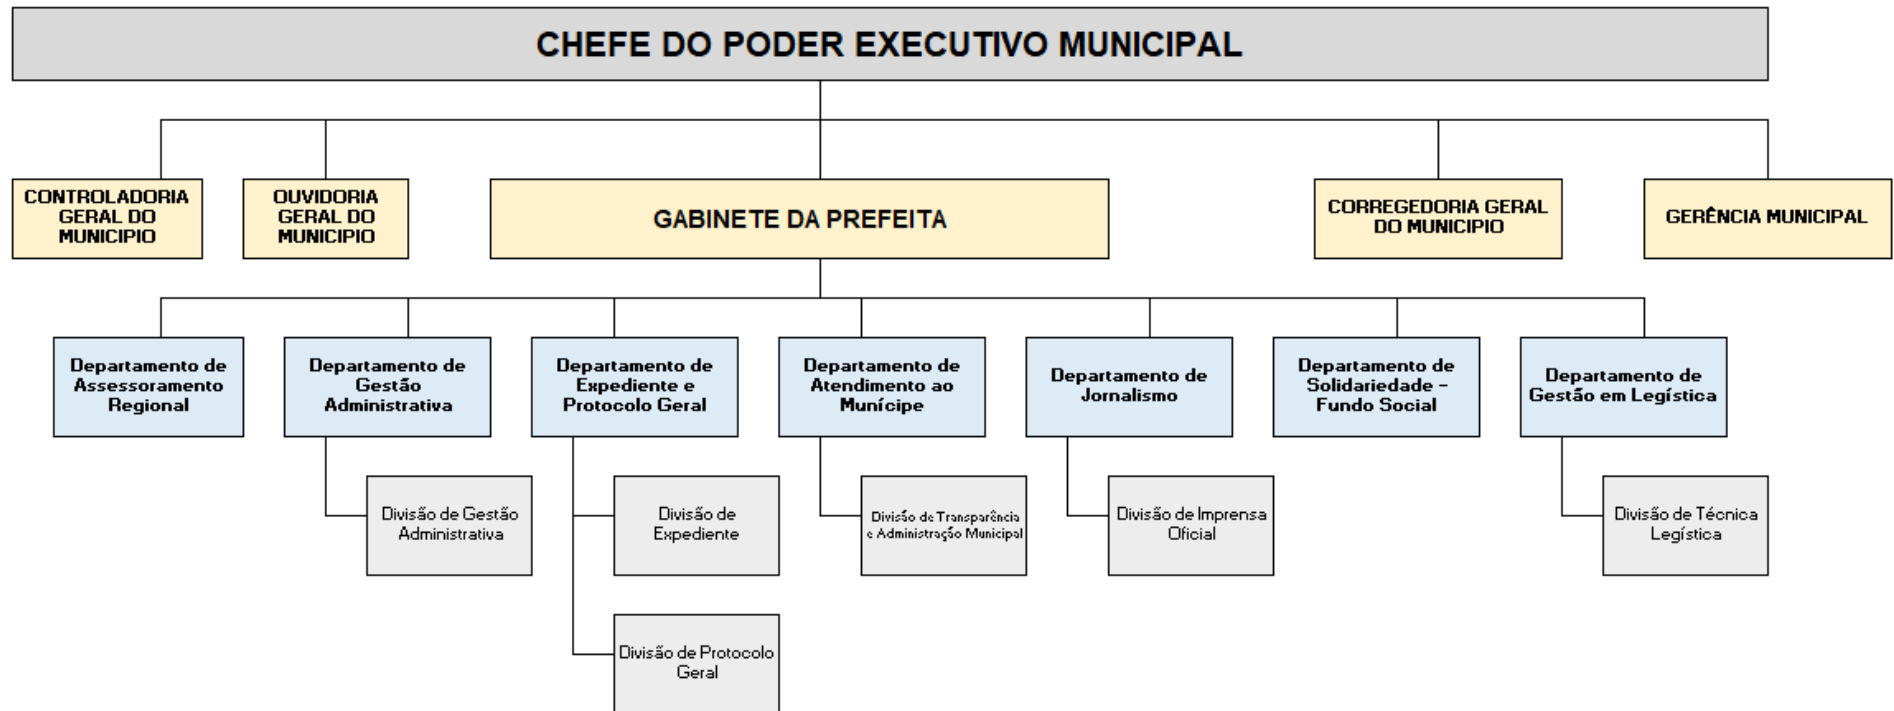 CHEFE DO PODER EXECUTIVO MUNICIPAL
CONTROLADORIA
GERAL DO
MUNICIPIO
OUVIDORIA
GERAL DO
MUNICIPIO
GABINETE DA PREFEITA
CORREGEDORIA GERAL
DO MUNICIPIO
GERÊNCIA MUNICIPAL
Departamento de
Assessoramento
Regional
Departamento de
Gestão
Administrativa
Departamento de
Expediente e
Protocolo Geral
Departamento de
Atendimento ao
Munícipe
Departamento de
Jornalismo
Departamento de
Solidariedade -
Fundo Social
Departamento de
Gestão em Legística
Divisão de Gestão
Administrativa
Divisão de
Expediente
Divisão de Transparência
e Administração Municipal
Divisão de Imprensa
Oficial
Divisão de Técnica
Legística
Divisão de Protocolo
Geral